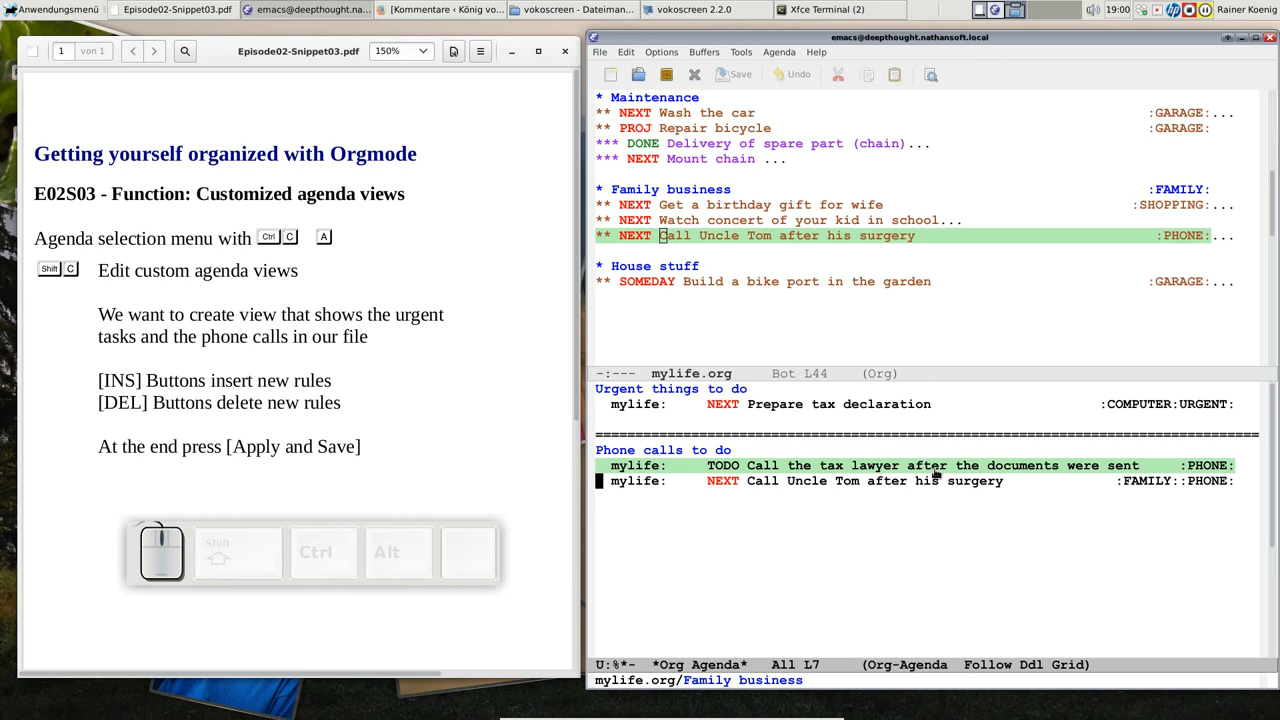 Anwendungsmenü
Episode02-Snippet03.pdf
emacs@deepthought.na...
[Kommentare ‹ König vo...
vokoscreen - Dateiman...
vokoscreen 2.2.0
Xfce Terminal (2)
19:00
Rainer Koenig
1 von 1
Episode02-Snippet03.pdf
150%
Getting yourself organized with Orgmode
E02S03 - Function: Customized agenda views
Agenda selection menu with Ctrl C A
Shift C Edit custom agenda views
We want to create view that shows the urgent
tasks and the phone calls in our file
[INS] Buttons insert new rules
[DEL] Buttons delete new rules
At the end press [Apply and Save]
Shift Ctrl Alt
emacs@deepthought.nathansoft.local
File Edit Options Buffers Tools Agenda Help
Save Undo
* Maintenance
** NEXT Wash the car :GARAGE:...
** PROJ Repair bicycle :GARAGE:
*** DONE Delivery of spare part (chain)...
*** NEXT Mount chain ...
* Family business :FAMILY:
** NEXT Get a birthday gift for wife :SHOPPING:...
** NEXT Watch concert of your kid in school...
** NEXT Call Uncle Tom after his surgery :PHONE:...
* House stuff
** SOMEDAY Build a bike port in the garden :GARAGE:...
-:--- mylife.org Bot L44 (Org)
Urgent things to do
mylife: NEXT Prepare tax declaration :COMPUTER:URGENT:
================================================================================
Phone calls to do
mylife: TODO Call the tax lawyer after the documents were sent :PHONE:
mylife: NEXT Call Uncle Tom after his surgery :FAMILY::PHONE:
U:%*- *Org Agenda* All L7 (Org-Agenda Follow Ddl Grid)
mylife.org/Family business